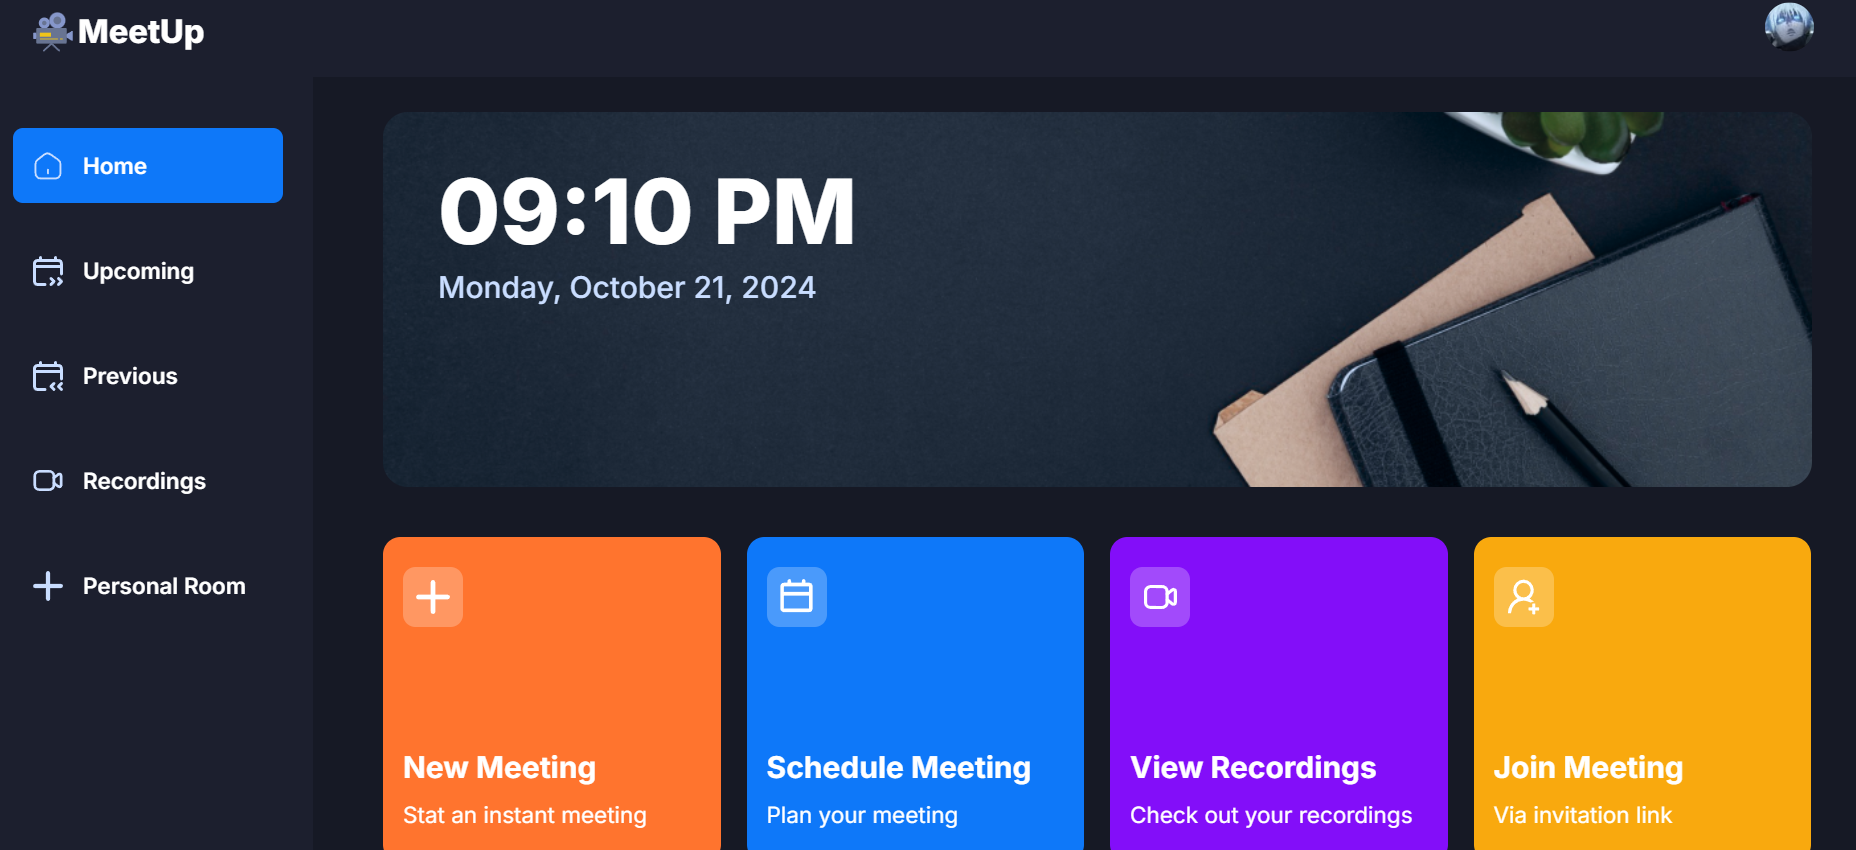 MeetUp
Home
Upcoming
Previous
Recordings
Personal Room
09:10 PM
Monday, October 21, 2024
New Meeting
Stat an instant meeting
Schedule Meeting
Plan your meeting
View Recordings
Check out your recordings
Join Meeting
Via invitation link